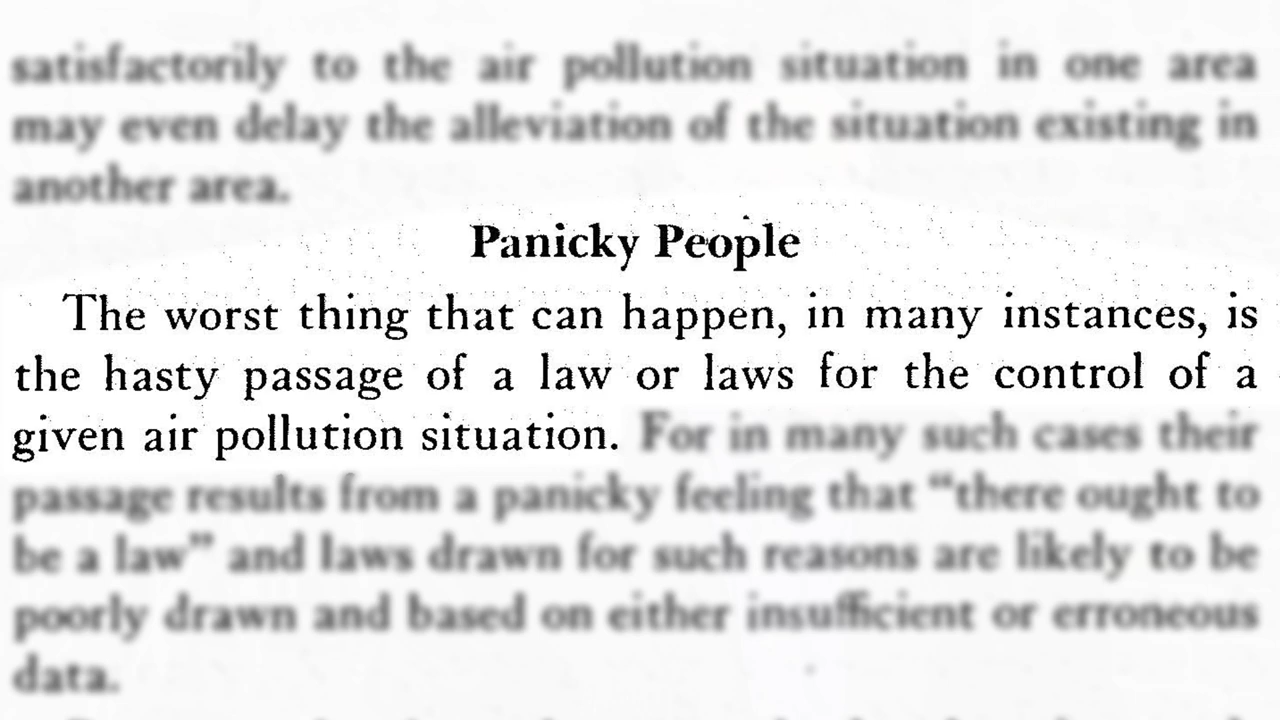 satisfactorily to the air pollution situation in one area
may even delay the alleviation of the situation existing in
another area.
Panicky People
The worst thing that can happen, in many instances, is
the hasty passage of a law or laws for the control of a
given air pollution situation. For in many such cases their
passage results from a panicky feeling that “there ought to
be a law” and laws drawn for such reasons are likely to be
poorly drawn and based on either insufficient or erroneous
data.